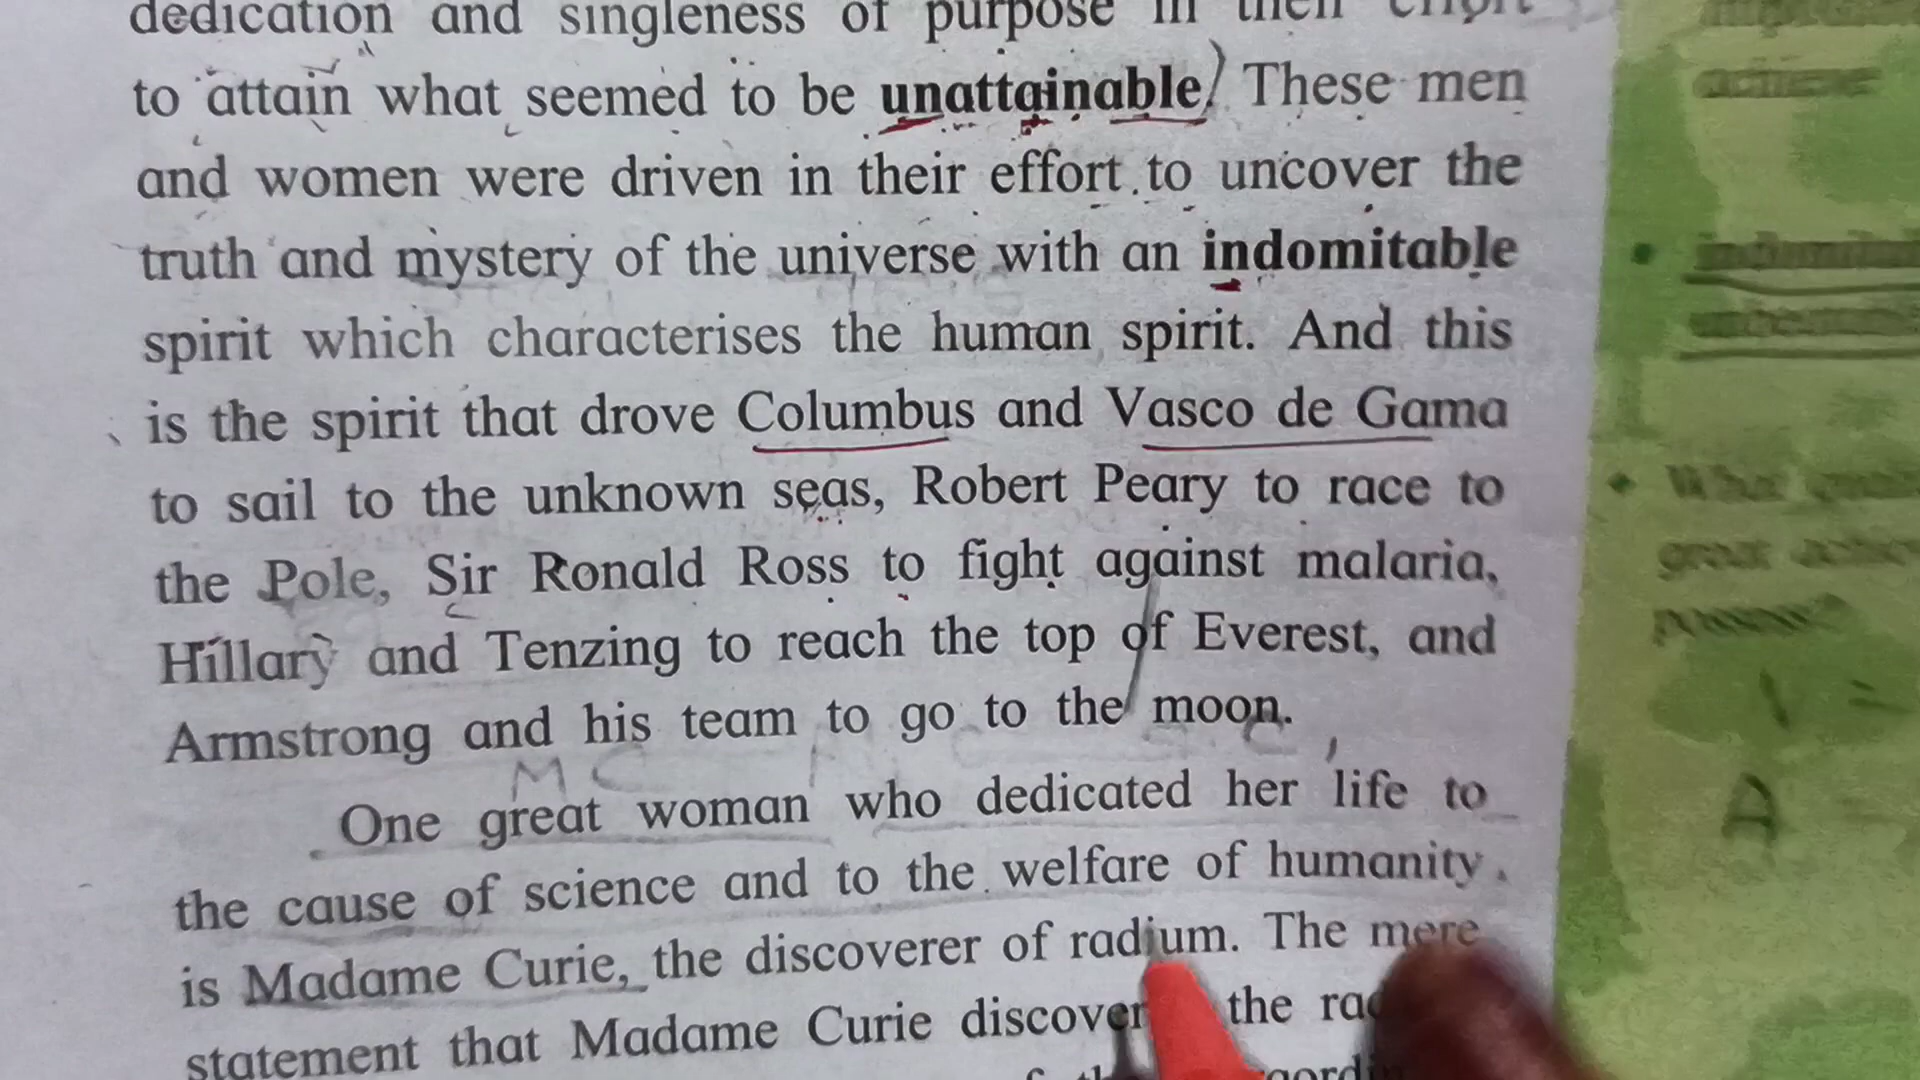 dedication and singleness of purpose in their effort
to attain what seemed to be unattainable. These men
and women were driven in their effort to uncover the
truth and mystery of the universe with an indomitable
spirit which characterises the human spirit. And this
is the spirit that drove Columbus and Vasco de Gama
to sail to the unknown seas, Robert Peary to race to
the Pole, Sir Ronald Ross to fight against malaria,
Hillary and Tenzing to reach the top of Everest, and
Armstrong and his team to go to the moon.
M C
One great woman who dedicated her life to
the cause of science and to the welfare of humanity
is Madame Curie, the discoverer of radium. The mere
statement that Madame Curie discover the
What
great
A